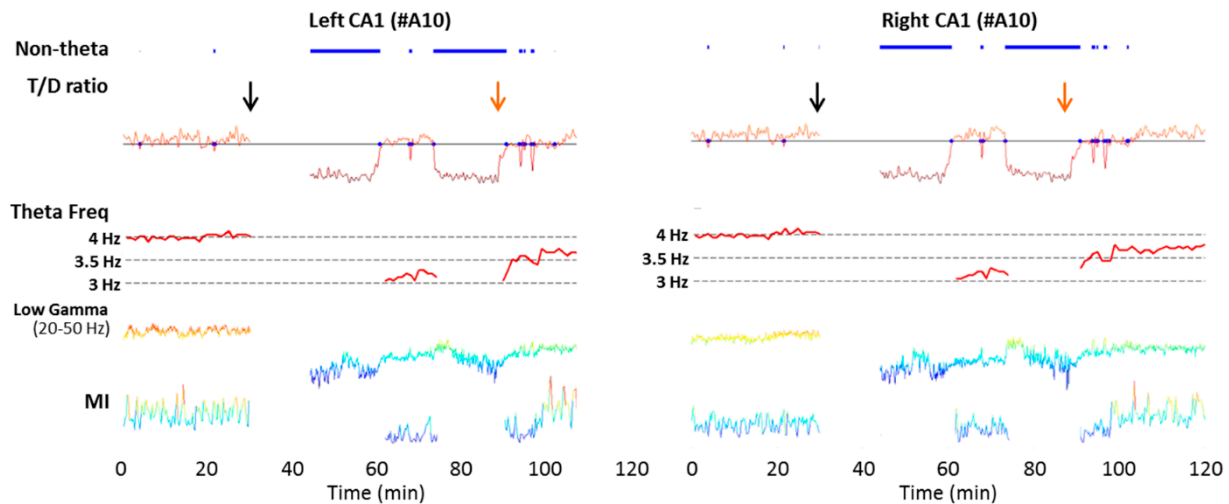 Left CA1 (#A10)
Right CA1 (#A10)
Non-theta
T/D ratio
Theta Freq
4 Hz
3.5 Hz
3 Hz
4 Hz
3.5 Hz
3 Hz
Low Gamma
(20-50 Hz)
MI
0 20 40 60 80 100 120
0 20 40 60 80 100 120
Time (min)
Time (min)